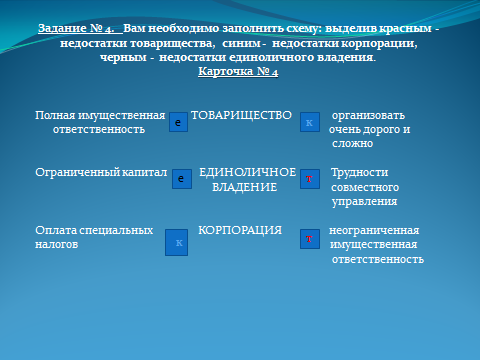 Задание № 4. Вам необходимо заполнить схему: выделив красным -
недостатки товарищества, синим - недостатки корпорации,
черным - недостатки единоличного владения.
Карточка № 4
Полная имущественная е ТОВАРИЩЕСТВО к организовать
ответственность очень дорого и
сложно
Ограниченный капитал е ЕДИНОЛИЧНОЕ т Трудности
ВЛАДЕНИЕ совместного
управления
Оплата специальных к КОРПОРАЦИЯ т неограниченная
налогов имущественная
ответственность